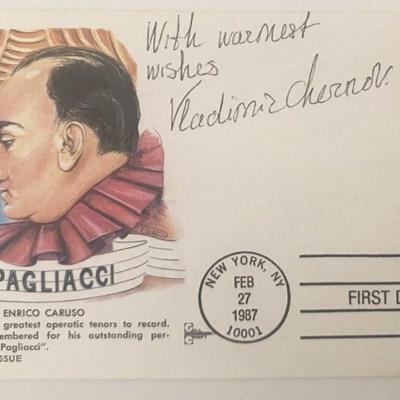 With warmest
wishes
Vladimir Chernov.
PAGLIACCI
ENRICO CARUSO
greatest operatic tenors to record.
embered for his outstanding per-
Pagliacci".
ISSUE
NEW YORK, NY
FEB
27
1987
10001
FIRST D